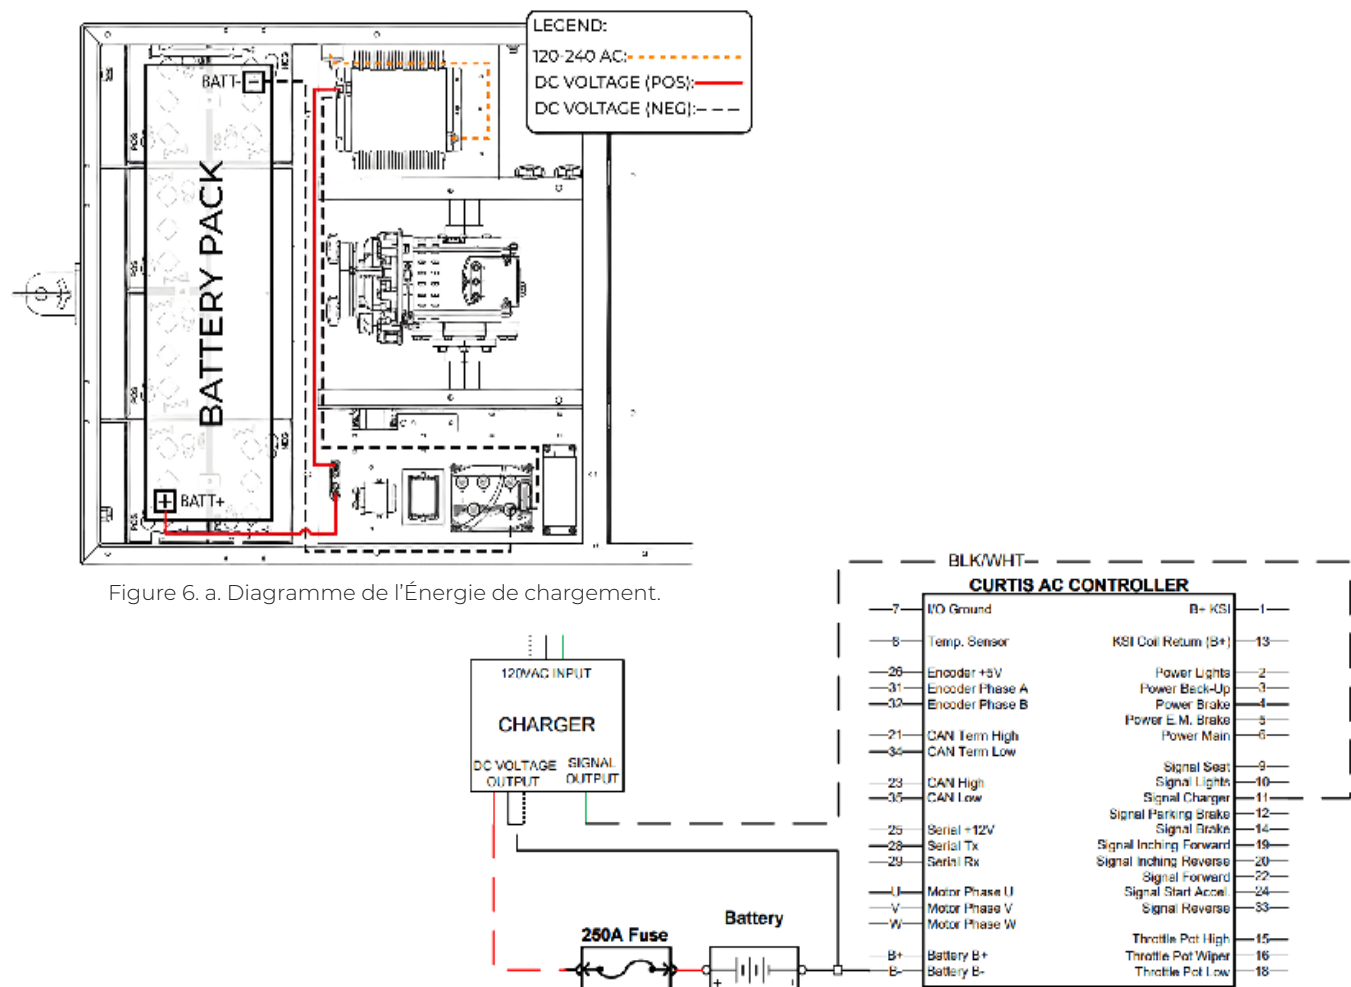 LEGEND:
120-240 AC:
DC VOLTAGE (POS):
DC VOLTAGE (NEG):
BATT-
BATTERY PACK
BATT+
Figure 6. a. Diagramme de l'Énergie de chargement.
BLK/WHT
CURTIS AC CONTROLLER
7 I/O Ground B+ KSI 1
8 Temp. Sensor KSI Coil Return (B+) 13
26 Encoder +5V Power Lights 2
31 Encoder Phase A Power Back-Up 3
32 Encoder Phase B Power Brake 4
Power E.M. Brake 5
21 CAN Term High Power Main 6
34 CAN Term Low
Signal Seat 9
23 CAN High Signal Lights 10
35 CAN Low Signal Charger 11
Signal Parking Brake 12
25 Serial +12V Signal Brake 14
28 Serial Tx Signal Inching Forward 19
29 Serial Rx Signal Inching Reverse 20
Signal Forward 22
U Motor Phase U Signal Start Accel. 24
V Motor Phase V Signal Reverse 33
W Motor Phase W
Throttle Pot High 15
B+ Battery B+ Throttle Pot Wiper 16
B- Battery B- Throttle Pot Low 18
120VAC INPUT
CHARGER
DC VOLTAGE OUTPUT
SIGNAL OUTPUT
250A Fuse
Battery
+ -